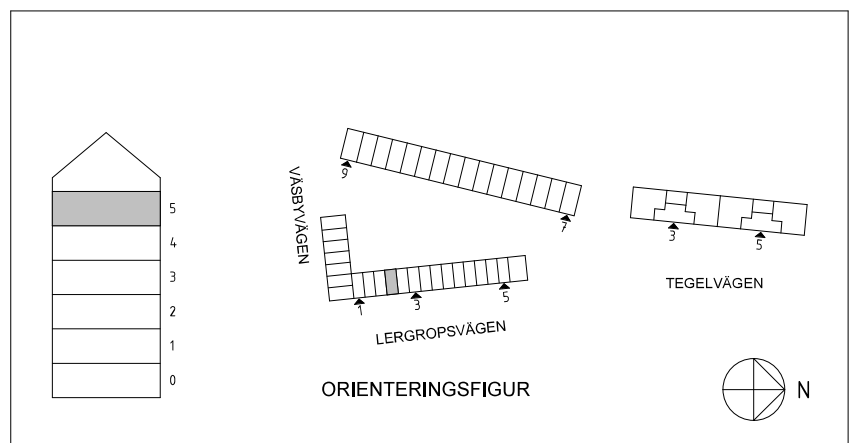 5
4
3
2
1
0
VÄSBYVÄGEN
9
7
1
3
5
LERGROPSVÄGEN
3
5
TEGELVÄGEN
ORIENTERINGSFIGUR
N